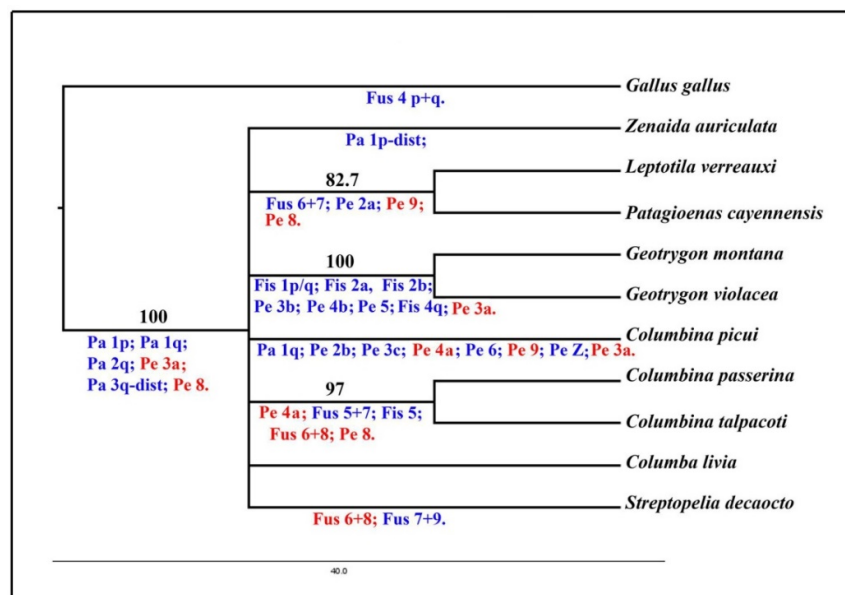 Gallus gallus
Fus 4 p+q.
Zenaida auriculata
Pa 1p-dist;
Leptotila verreauxi
82.7
Fus 6+7; Pe 2a; Pe 9;
Pe 8.
Patagioenas cayennensis
Geotrygon montana
100
Fis 1p/q; Fis 2a, Fis 2b;
Pe 3b; Pe 4b; Pe 5; Fis 4q; Pe 3a.
Geotrygon violacea
100
Pa 1p; Pa 1q;
Pa 2q; Pe 3a;
Pa 3q-dist; Pe 8.
Columbina picui
Pa 1q; Pe 2b; Pe 3c; Pe 4a; Pe 6; Pe 9; Pe Z; Pe 3a.
Columbina passerina
97
Pe 4a; Fus 5+7; Fis 5;
Fus 6+8; Pe 8.
Columbina talpacoti
Columba livia
Streptopelia decaocto
Fus 6+8; Fus 7+9.
40.0